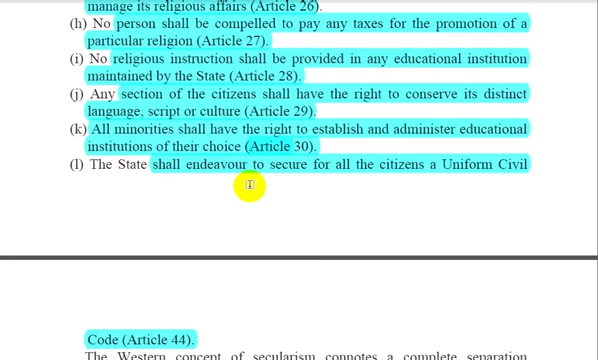 manage its religious affairs (Article 26).
(h) No person shall be compelled to pay any taxes for the promotion of a
particular religion (Article 27).
(i) No religious instruction shall be provided in any educational institution
maintained by the State (Article 28).
(j) Any section of the citizens shall have the right to conserve its distinct
language, script or culture (Article 29).
(k) All minorities shall have the right to establish and administer educational
institutions of their choice (Article 30).
(l) The State shall endeavour to secure for all the citizens a Uniform Civil
Code (Article 44).
The Western concept of secularism connotes a complete separation